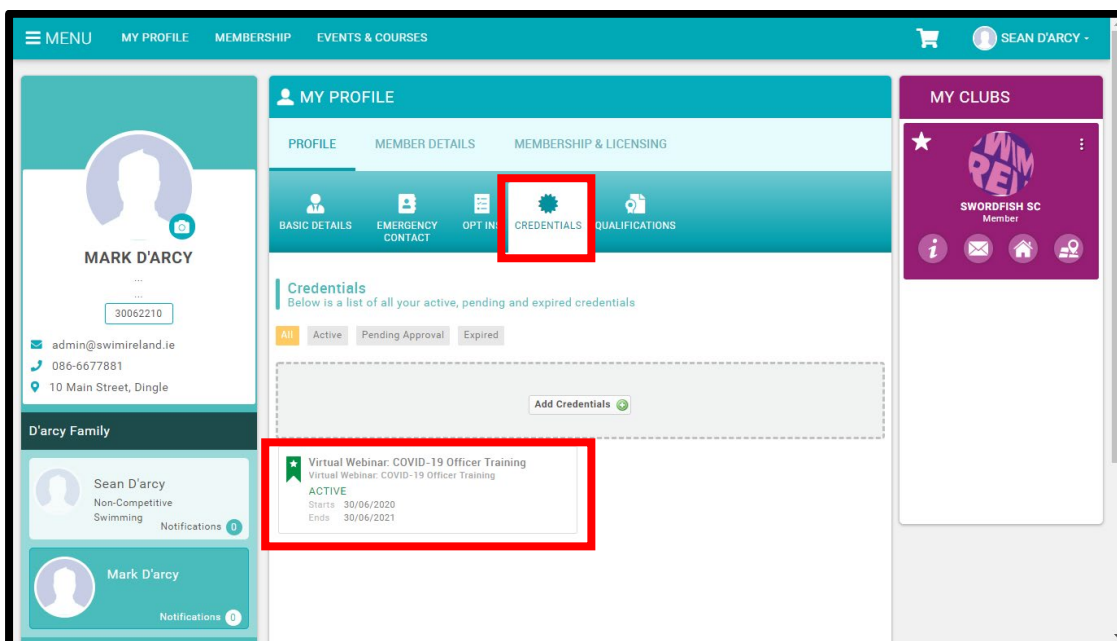 MENU MY PROFILE MEMBERSHIP EVENTS & COURSES SEAN D'ARCY
MARK D'ARCY
...
...
30062210
admin@swimireland.ie
086-6677881
10 Main Street, Dingle
D'arcy Family
Sean D'arcy
Non-Competitive
Swimming
Notifications 0
Mark D'arcy
Notifications 0
MY PROFILE
PROFILE MEMBER DETAILS MEMBERSHIP & LICENSING
BASIC DETAILS
EMERGENCY
CONTACT
OPT INS
CREDENTIALS
QUALIFICATIONS
Credentials
Below is a list of all your active, pending and expired credentials
All Active Pending Approval Expired
Add Credentials
Virtual Webinar: COVID-19 Officer Training
Virtual Webinar: COVID-19 Officer Training
ACTIVE
Starts 30/06/2020
Ends 30/06/2021
MY CLUBS
SWORDFISH SC
Member